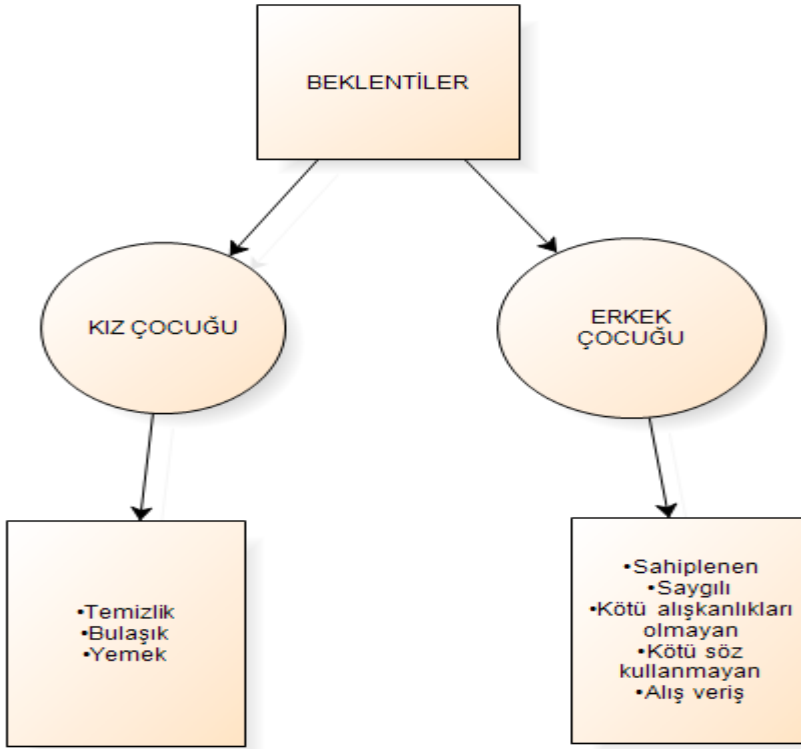 BEKLENTİLER
KIZ ÇOCUĞU
ERKEK
ÇOCUĞU
•Temizlik
•Bulaşık
•Yemek
•Sahiplenen
•Saygılı
•Kötü alışkanlıkları
olmayan
•Kötü söz
kullanmayan
•Alış veriş